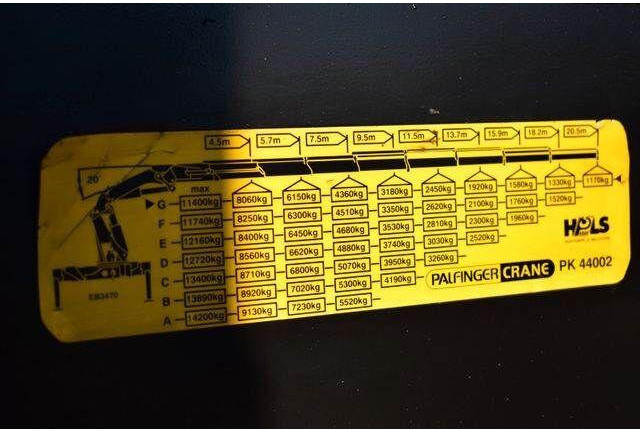 4.5m 5.7m 7.5m 9.5m 11.5m 13.7m 15.9m 18.2m 20.5m
20°
max
G 11400kg 8060kg 6150kg 4360kg 3180kg 2450kg 1920kg 1580kg 1330kg 1170kg
F 11740kg 8250kg 6300kg 4510kg 3350kg 2620kg 2100kg 1760kg 1520kg
E 12160kg 8400kg 6450kg 4680kg 3530kg 2810kg 2300kg 1960kg
D 12720kg 8560kg 6620kg 4880kg 3740kg 3030kg 2520kg
C 13400kg 8710kg 6800kg 5070kg 3950kg 3260kg
B 13890kg 8920kg 7020kg 5300kg 4190kg
A 14200kg 9130kg 7230kg 5520kg
EB3470
HPLS
PALFINGER CRANE PK 44002